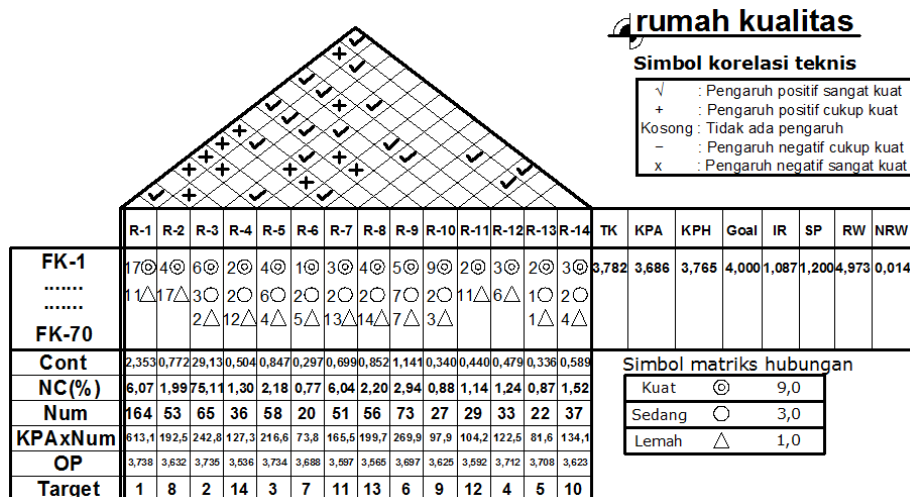 rumah kualitas
Simbol korelasi teknis
√ : Pengaruh positif sangat kuat
+ : Pengaruh positif cukup kuat
Kosong : Tidak ada pengaruh
− : Pengaruh negatif cukup kuat
x : Pengaruh negatif sangat kuat
R-1 R-2 R-3 R-4 R-5 R-6 R-7 R-8 R-9 R-10 R-11 R-12 R-13 R-14 TK KPA KPH Goal IR SP RW NRW
FK-1 17◎ 4◎ 6◎ 2◎ 4◎ 1◎ 3◎ 4◎ 5◎ 9◎ 2◎ 3◎ 2◎ 3◎ 3,782 3,686 3,765 4,000 1,087 1,200 4,973 0,014
....... 11△ 17△ 3○ 2○ 6○ 2○ 2○ 2○ 7○ 2○ 11△ 6△ 1○ 2○
....... 2△ 12△ 4△ 5△ 13△ 14△ 7△ 3△ 1△ 4△
FK-70
Cont 2,353 0,772 29,13 0,504 0,847 0,297 0,699 0,852 1,141 0,340 0,440 0,479 0,336 0,589
NC(%) 6,07 1,99 75,11 1,30 2,18 0,77 6,04 2,20 2,94 0,88 1,14 1,24 0,87 1,52
Num 164 53 65 36 58 20 51 56 73 27 29 33 22 37
KPAxNum 613,1 192,5 242,8 127,3 216,6 73,8 165,5 199,7 269,9 97,9 104,2 122,5 81,6 134,1
OP 3,738 3,632 3,735 3,536 3,734 3,688 3,597 3,565 3,697 3,625 3,592 3,712 3,708 3,623
Target 1 8 2 14 3 7 11 13 6 9 12 4 5 10
Simbol matriks hubungan
Kuat ◎ 9,0
Sedang ○ 3,0
Lemah △ 1,0